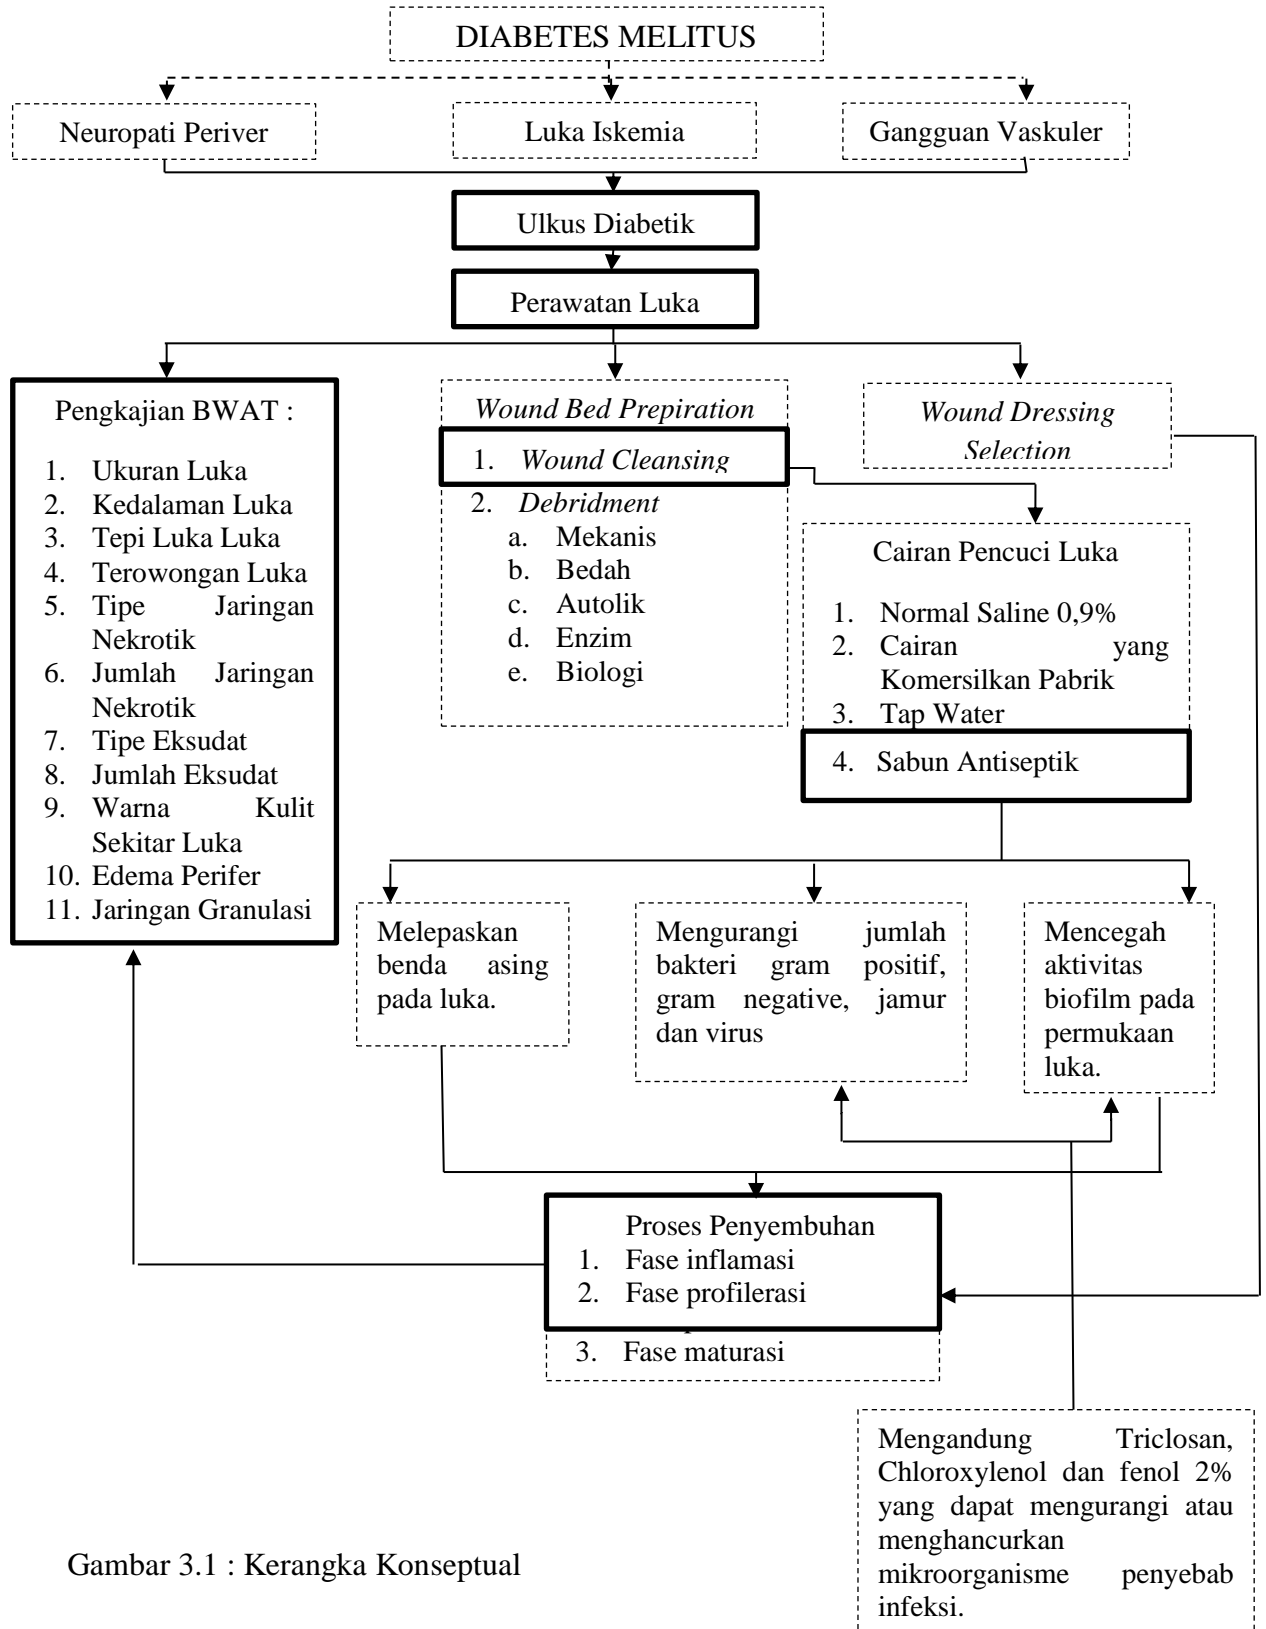 DIABETES MELITUS
Neuropati Periver
Luka Iskemia
Gangguan Vaskuler
Ulkus Diabetik
Perawatan Luka
Pengkajian BWAT :
1. Ukuran Luka
2. Kedalaman Luka
3. Tepi Luka Luka
4. Terowongan Luka
5. Tipe Jaringan
Nekrotik
6. Jumlah Jaringan
Nekrotik
7. Tipe Eksudat
8. Jumlah Eksudat
9. Warna Kulit
Sekitar Luka
10. Edema Perifer
11. Jaringan Granulasi
Wound Bed Prepiration
1. Wound Cleansing
2. Debridment
a. Mekanis
b. Bedah
c. Autolik
d. Enzim
e. Biologi
Wound Dressing
Selection
Cairan Pencuci Luka
1. Normal Saline 0,9%
2. Cairan yang
Komersilkan Pabrik
3. Tap Water
4. Sabun Antiseptik
Melepaskan
benda asing
pada luka.
Mengurangi jumlah
bakteri gram positif,
gram negative, jamur
dan virus
Mencegah
aktivitas
biofilm pada
permukaan
luka.
Proses Penyembuhan
1. Fase inflamasi
2. Fase profilerasi
3. Fase maturasi
Mengandung Triclosan,
Chloroxylenol dan fenol 2%
yang dapat mengurangi atau
menghancurkan
mikroorganisme penyebab
infeksi.
Gambar 3.1 : Kerangka Konseptual